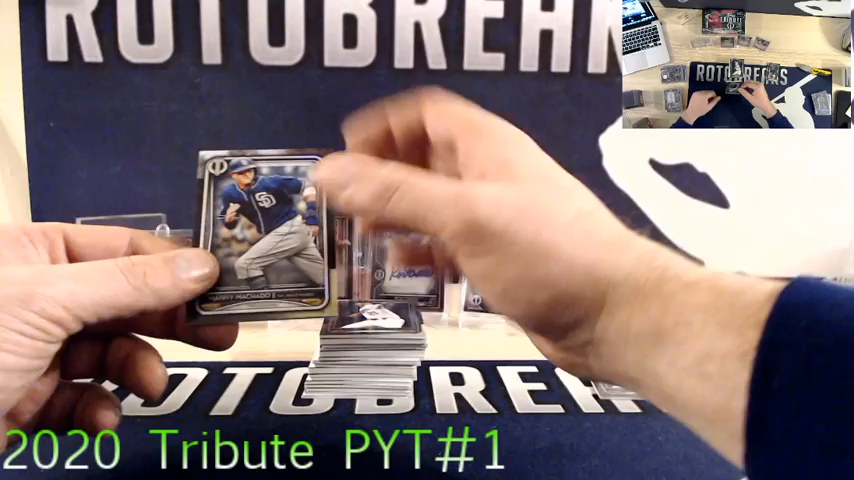 ROTOBREAK
ROTOBREAKS
SD
MANNY MACHADO
ROTOBREAK
2020 Tribute PYT#1